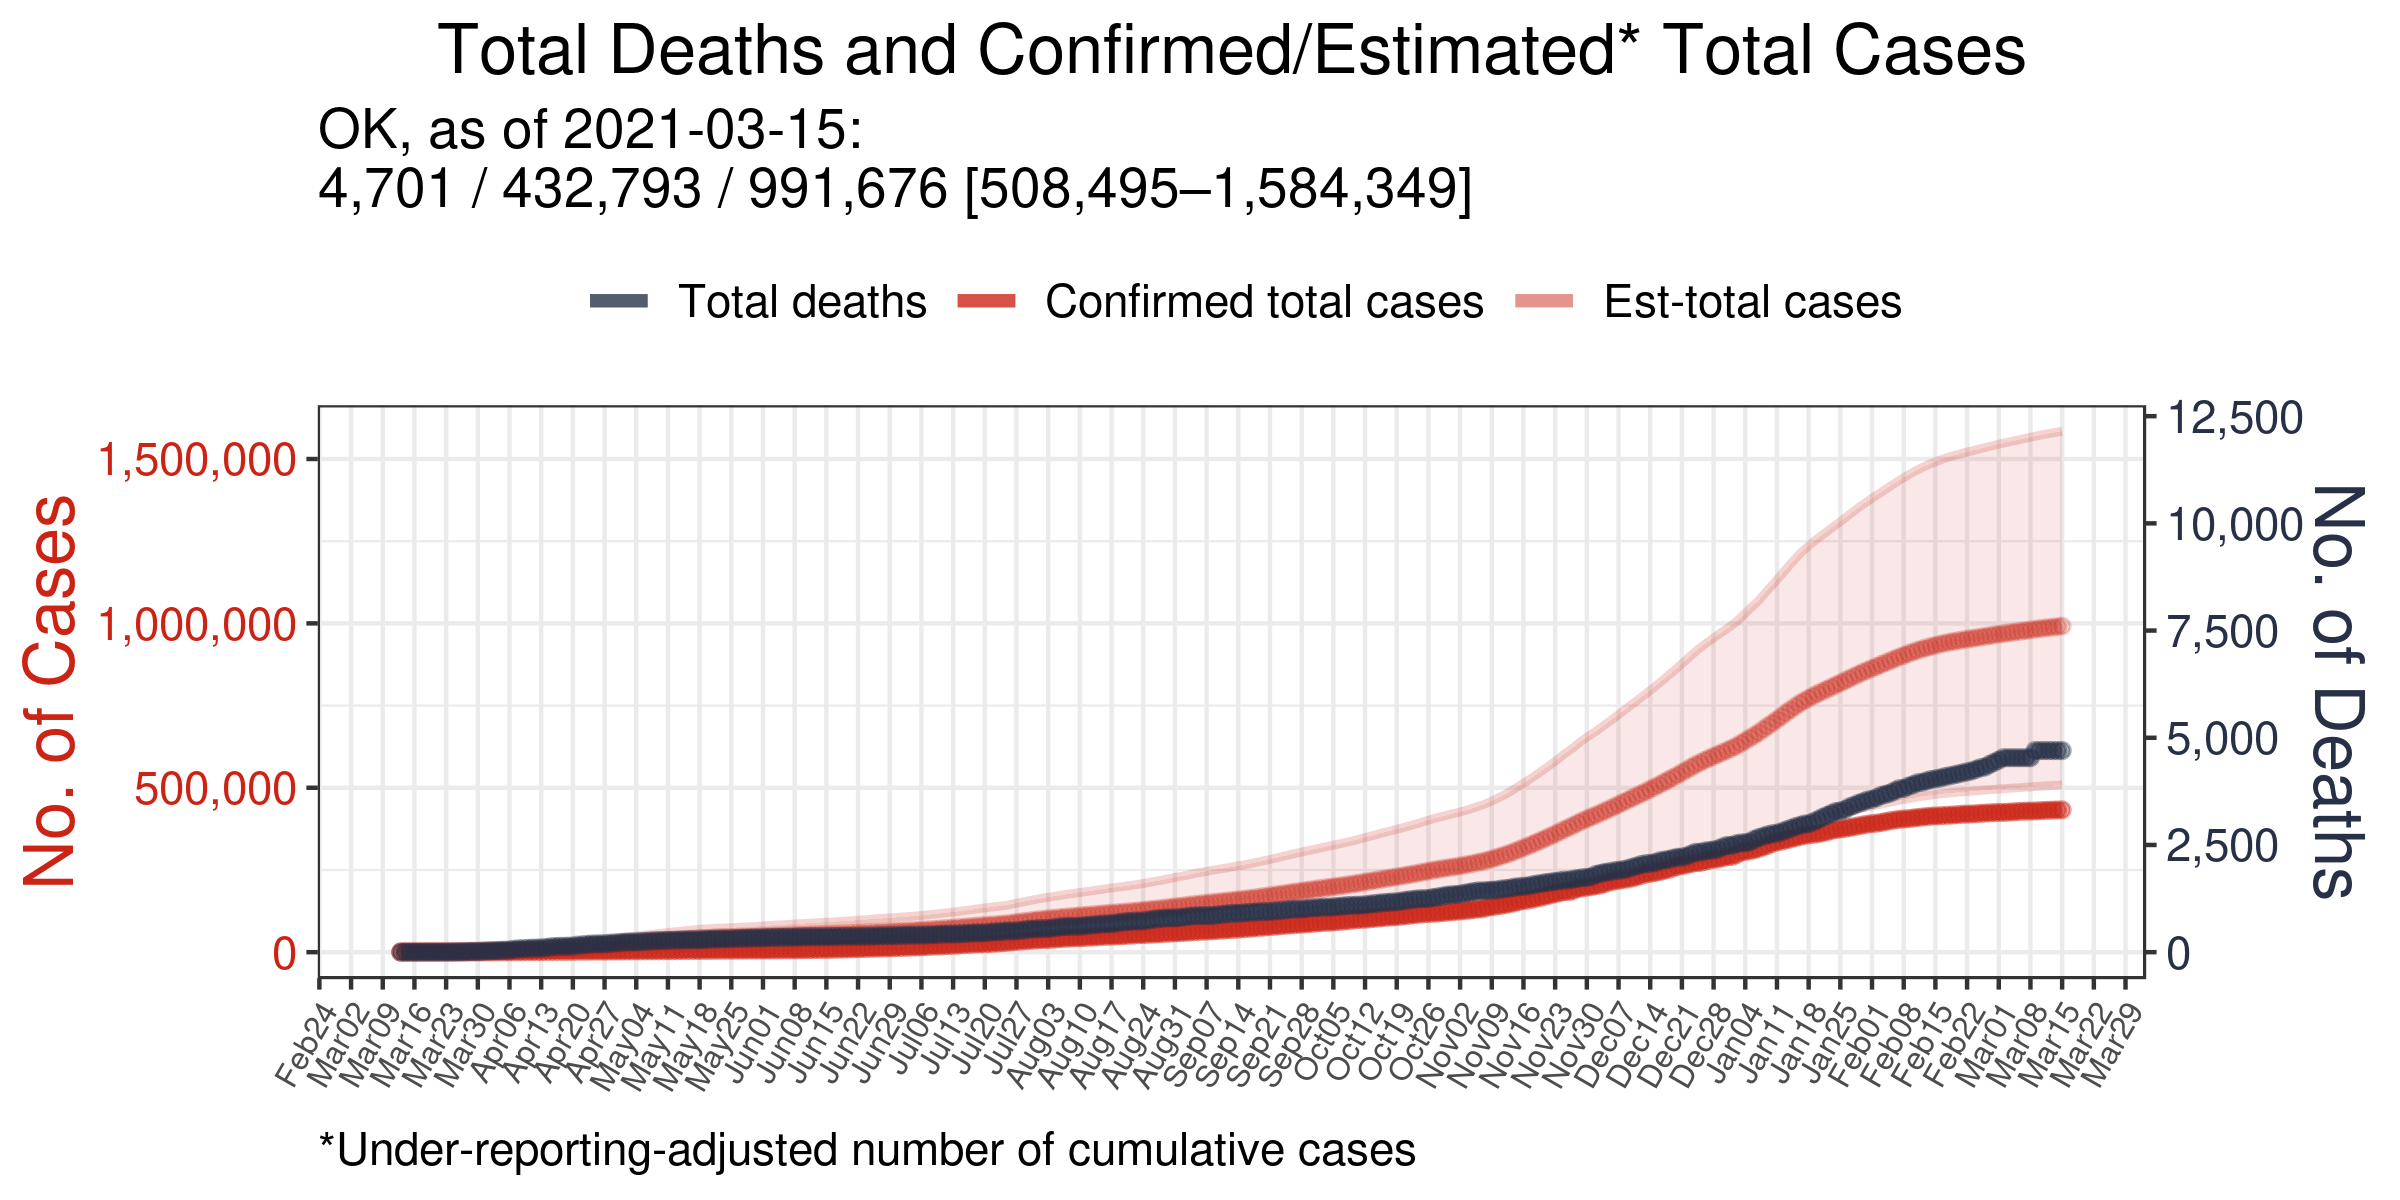 Total Deaths and Confirmed/Estimated* Total Cases
OK, as of 2021-03-15:
4,701 / 432,793 / 991,676 [508,495–1,584,349]
Total deaths
Confirmed total cases
Est-total cases
No. of Cases
1,500,000
1,000,000
500,000
0
12,500
10,000
7,500
5,000
2,500
0
No. of Deaths
Feb24
Mar02
Mar09
Mar16
Mar23
Mar30
Apr06
Apr13
Apr20
Apr27
May04
May11
May18
May25
Jun01
Jun08
Jun15
Jun22
Jun29
Jul06
Jul13
Jul20
Jul27
Aug03
Aug10
Aug17
Aug24
Aug31
Sep07
Sep14
Sep21
Sep28
Oct05
Oct12
Oct19
Oct26
Nov02
Nov09
Nov16
Nov23
Nov30
Dec07
Dec14
Dec21
Dec28
Jan04
Jan11
Jan18
Jan25
Feb01
Feb08
Feb15
Feb22
Mar01
Mar08
Mar15
Mar22
Mar29
*Under-reporting-adjusted number of cumulative cases